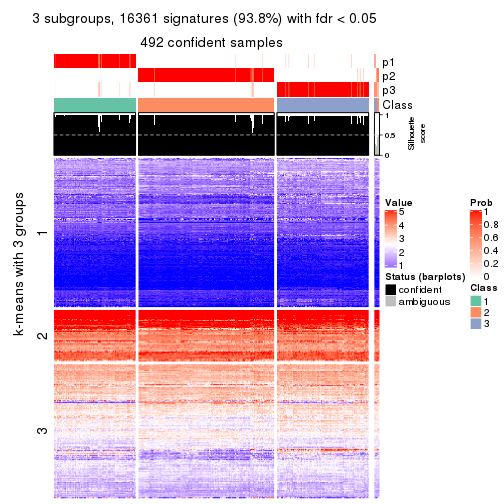 3 subgroups, 16361 signatures (93.8%) with fdr < 0.05
492 confident samples
p1
p2
p3
Class
1
0.5
0
Silhouette
score
k-means with 3 groups
1
2
3
Value
5
4
3
2
1
Status (barplots)
confident
ambiguous
Prob
1
0.8
0.6
0.4
0.2
0
Class
1
2
3